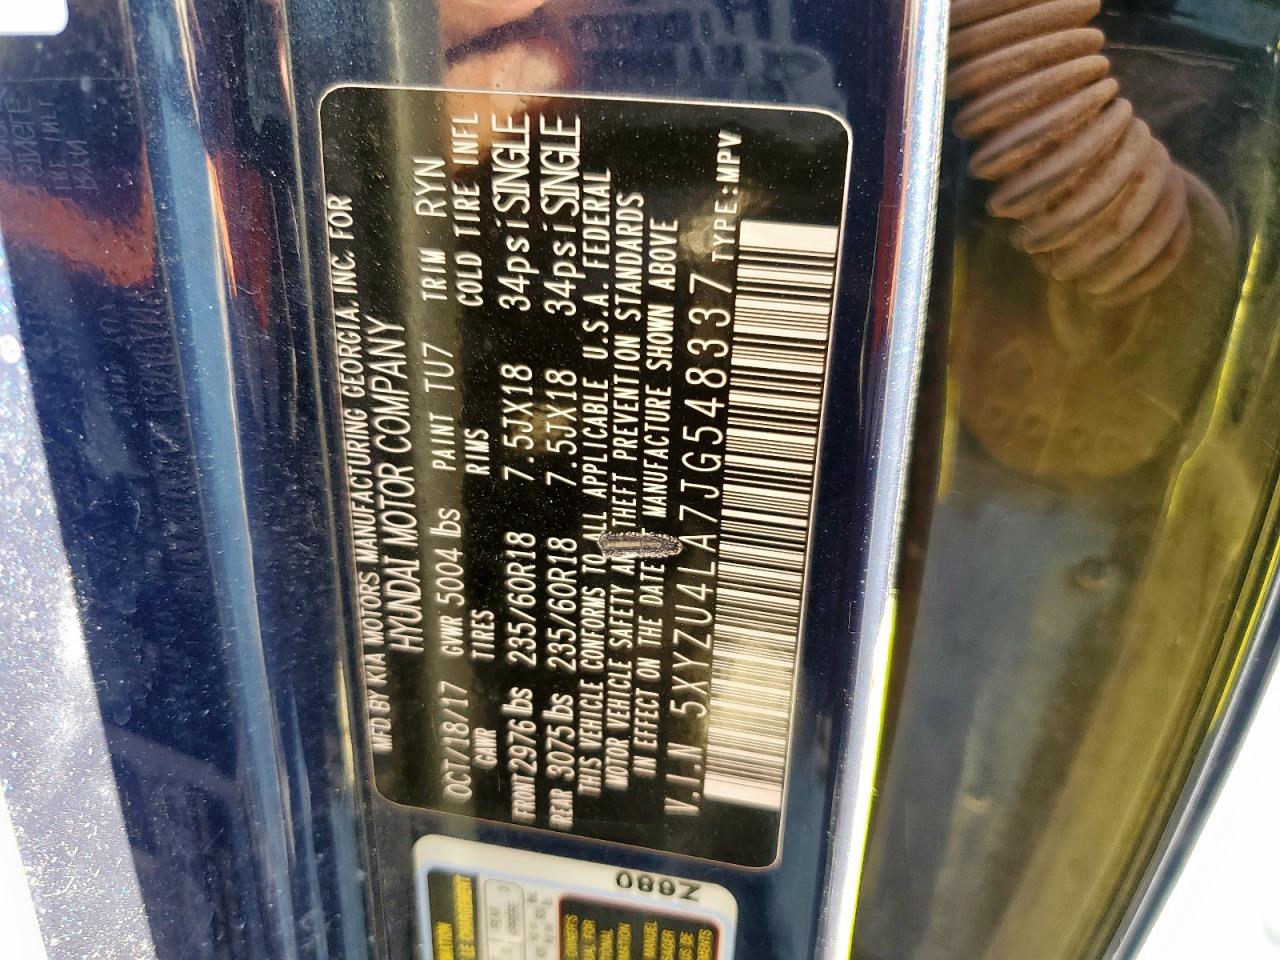 MFD. BY KIA MOTORS MANUFACTURING GEORGIA. INC. FOR
HYUNDAI MOTOR COMPANY
OCT/18/17 GVWR 5004 lbs PAINT TU7 TRIM RYN
GAWR TIRES RIMS COLD TIRE INFL
FRONT 2976 lbs 235/60R18 7.5JX18 34psi SINGLE
REAR 3075 lbs 235/60R18 7.5JX18 34psi SINGLE
THIS VEHICLE CONFORMS TO ALL APPLICABLE U.S.A. FEDERAL
MOTOR VEHICLE SAFETY AND THEFT PREVENTION STANDARDS
IN EFFECT ON THE DATE MANUFACTURE SHOWN ABOVE
V.I.N 5XYZU4LA7JG548337 TYPE:MPV
Z680
REAR